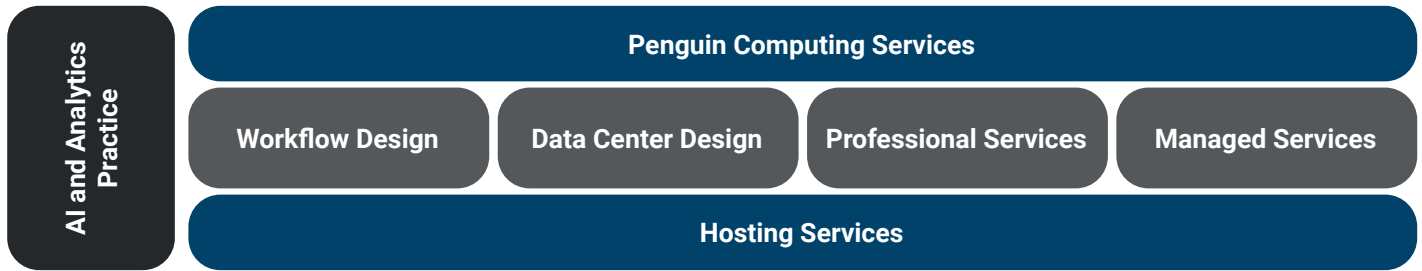 AI and Analytics
Practice
Penguin Computing Services
Workflow Design
Data Center Design
Professional Services
Managed Services
Hosting Services